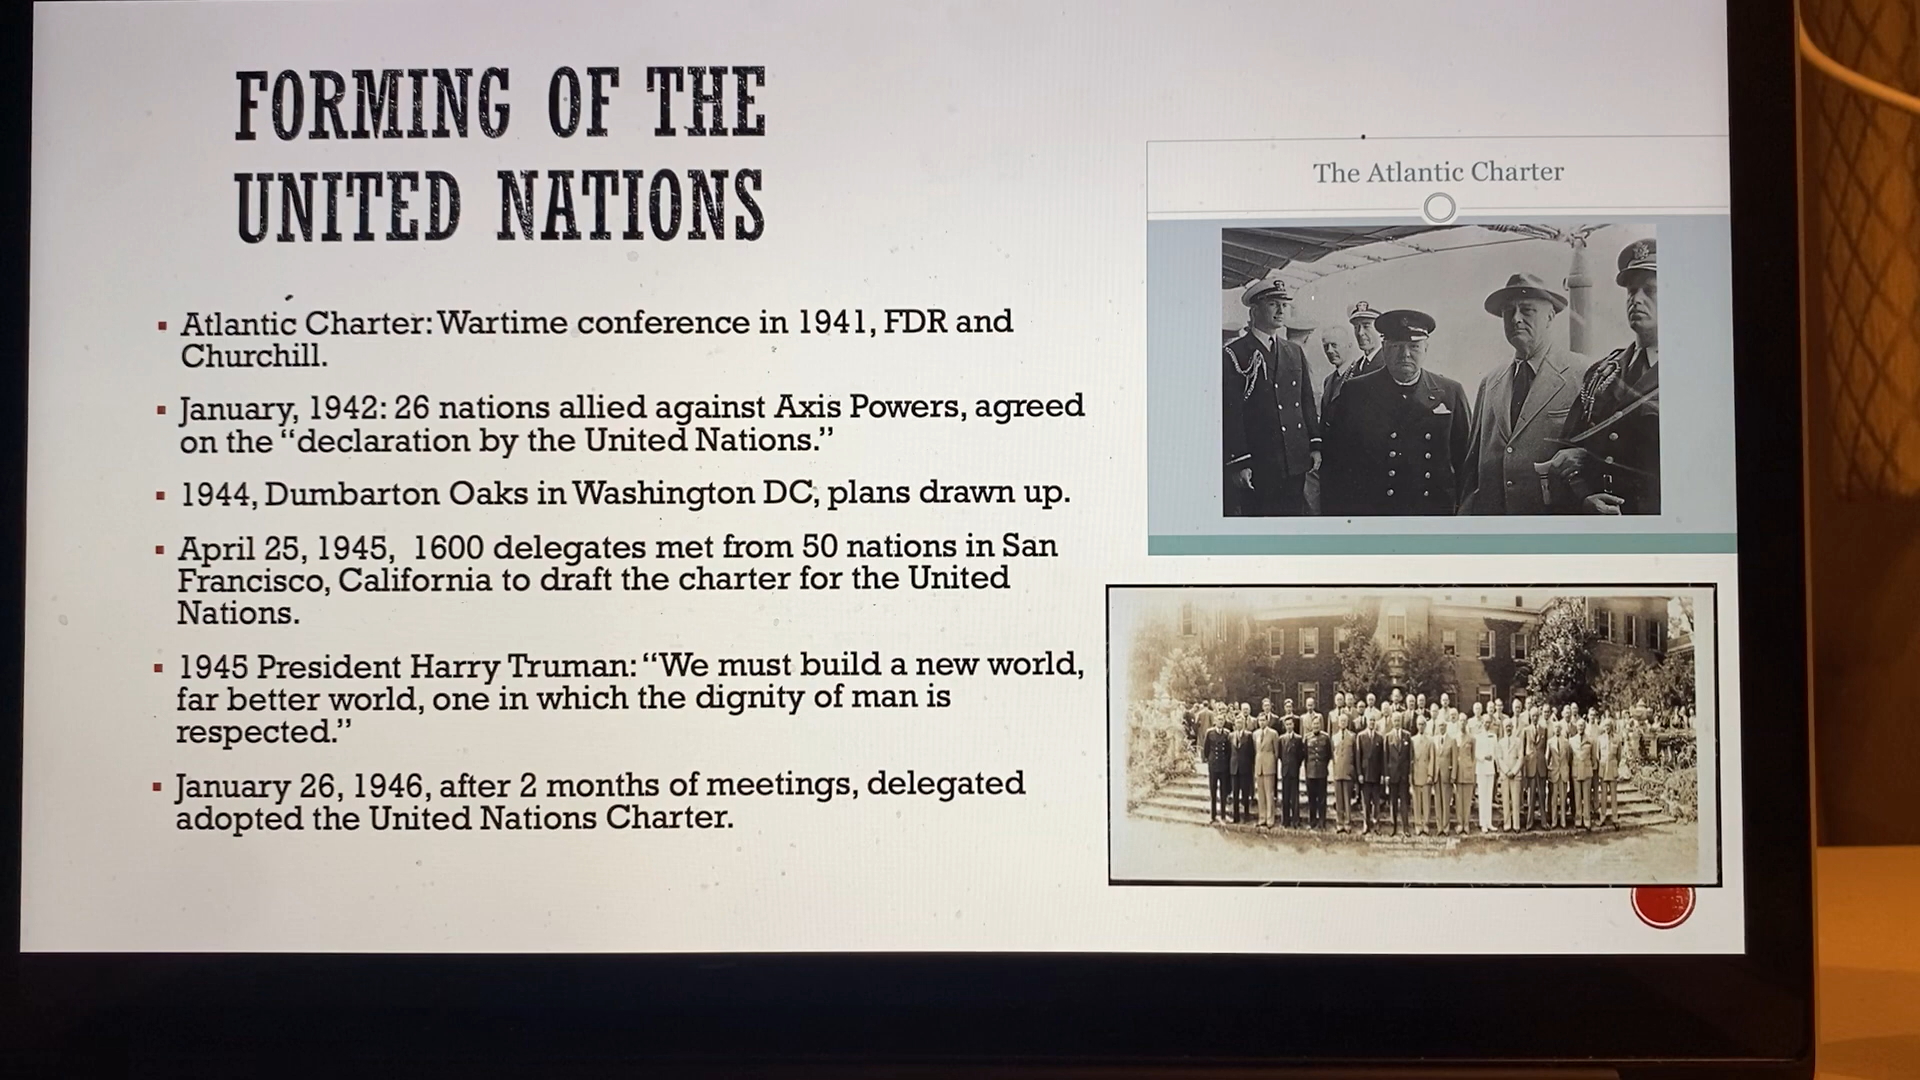 FORMING OF THE
UNITED NATIONS
▪ Atlantic Charter: Wartime conference in 1941, FDR and
Churchill.
▪ January, 1942: 26 nations allied against Axis Powers, agreed
on the “declaration by the United Nations.”
▪ 1944, Dumbarton Oaks in Washington DC, plans drawn up.
▪ April 25, 1945, 1600 delegates met from 50 nations in San
Francisco, California to draft the charter for the United
Nations.
▪ 1945 President Harry Truman: “We must build a new world,
far better world, one in which the dignity of man is
respected.”
▪ January 26, 1946, after 2 months of meetings, delegated
adopted the United Nations Charter.
The Atlantic Charter